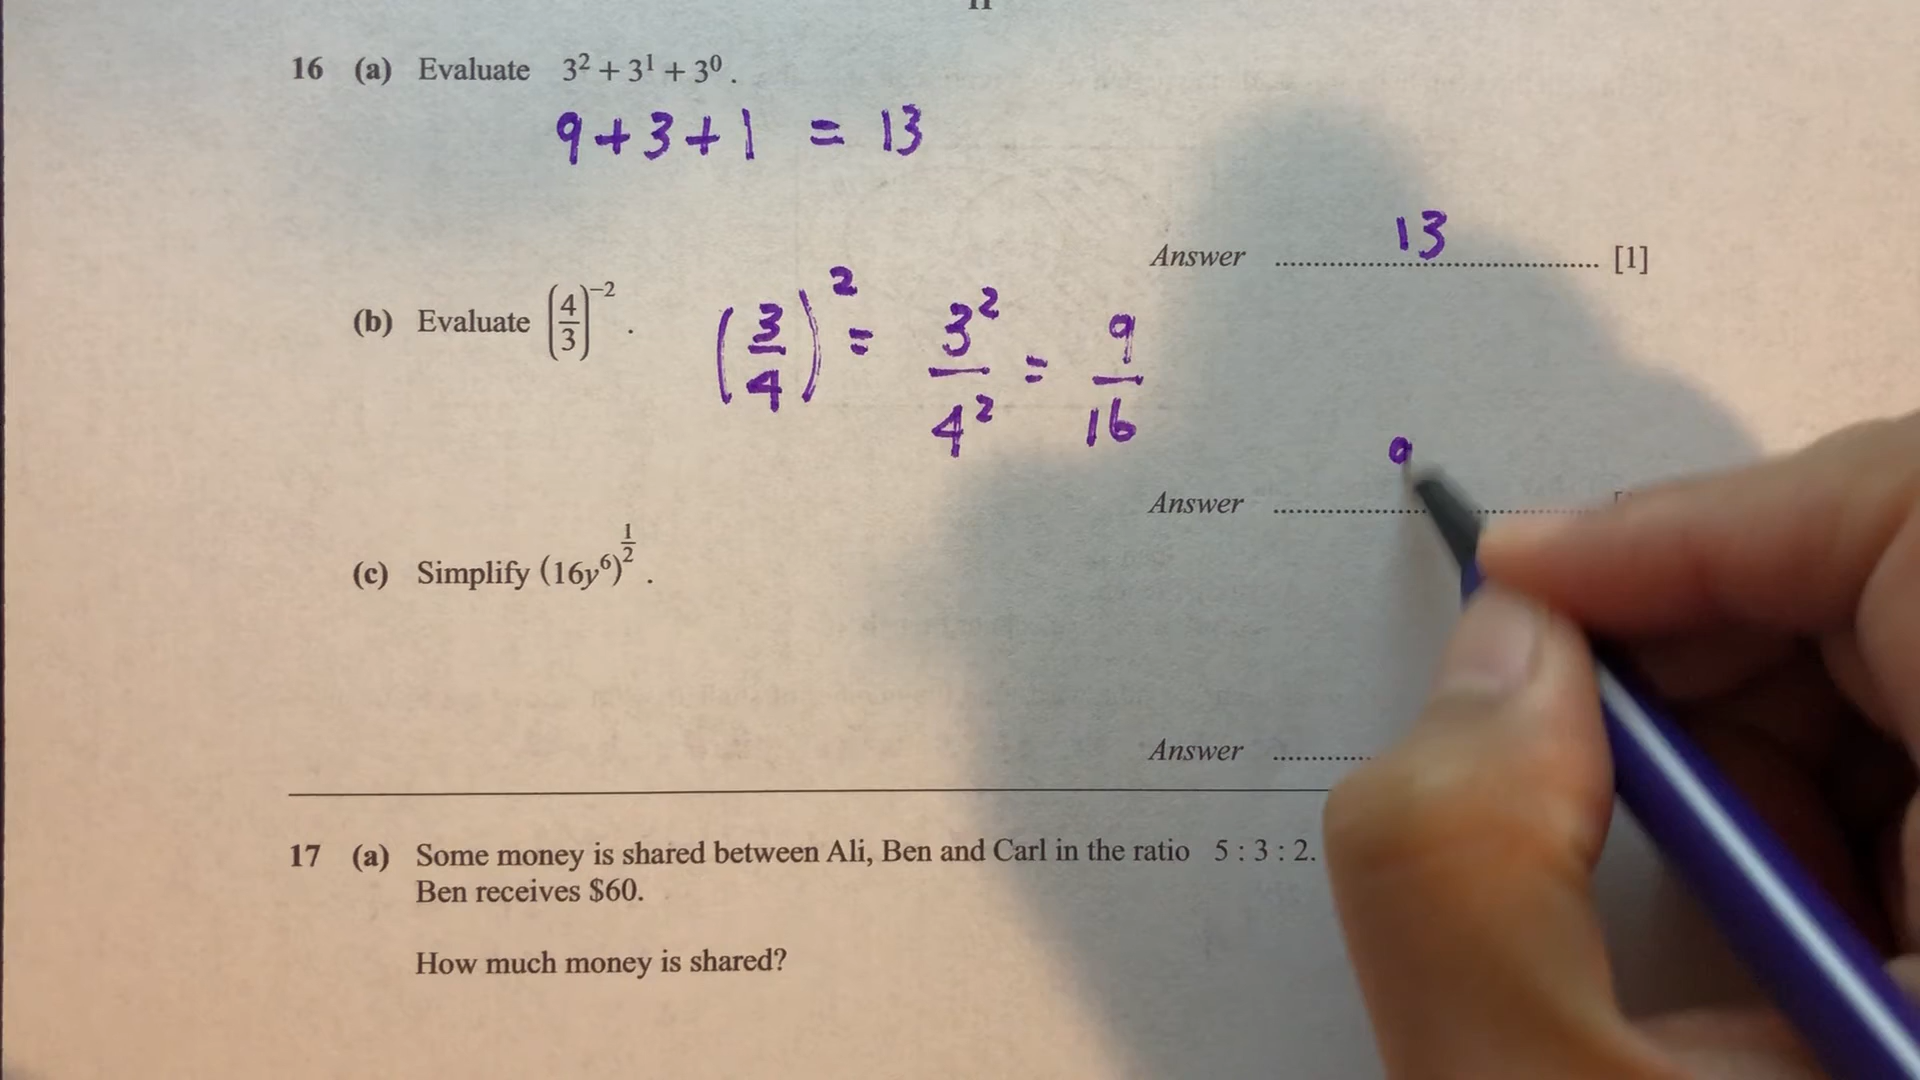 11
16 (a) Evaluate 3² + 3¹ + 3⁰ .
9 + 3 + 1 = 13
Answer .......... 13 .......... [1]
(b) Evaluate (4/3)⁻² . (3/4)² = 3²/4² = 9/16
Answer .......... 9
(c) Simplify (16y⁶)^(1/2) .
Answer ..........
17 (a) Some money is shared between Ali, Ben and Carl in the ratio 5 : 3 : 2.
Ben receives $60.
How much money is shared?